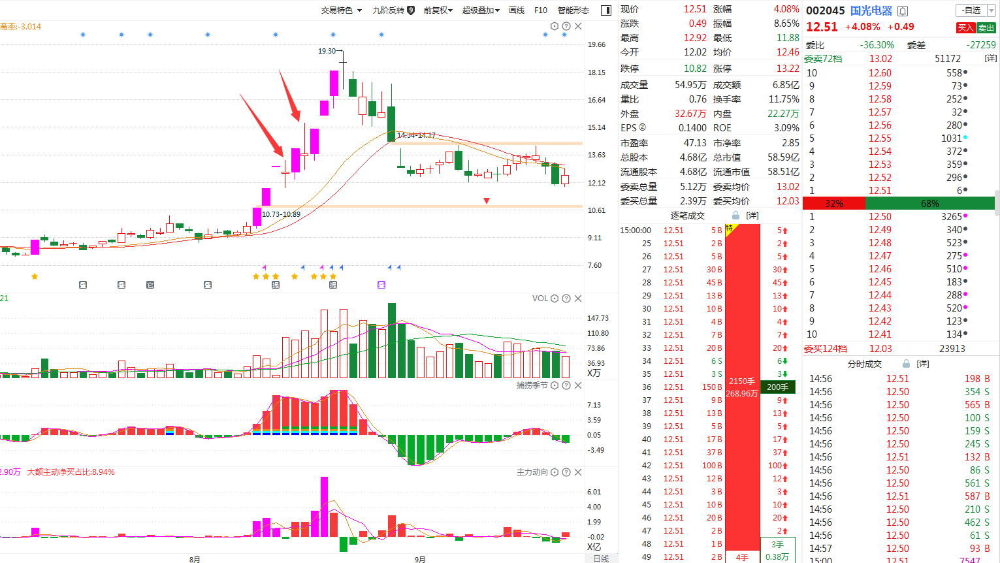 交易特色 九阶反转 9 前复权 超级叠加 画线 F10 智能形态
离率:-3.014
19.66
18.15
16.64
15.14
13.63
12.12
10.61
9.11
7.60
19.30
14.34-14.17
10.73-10.89
21
VOL
147.73
110.80
73.86
36.93
X万
捕捞季节
7.13
3.59
0.05
-3.49
2.90万 大额主动净买占比:8.94%
主力动向
6.01
4.00
1.99
-0.02
X亿
8月 9月 日线
现价 12.51 涨幅 4.08%
涨跌 0.49 振幅 8.65%
最高 12.92 最低 11.88
今开 12.02 均价 12.46
跌停 10.82 涨停 13.22
成交量 54.95万 成交额 6.85亿
量比 0.76 换手率 11.75%
外盘 32.67万 内盘 22.27万
EPS② 0.1400 ROE 3.09%
市盈率 47.13 市净率 2.85
总股本 4.68亿 总市值 58.59亿
流通股本 4.68亿 流通市值 58.51亿
委卖总量 5.12万 委卖均价 13.02
委买总量 2.39万 委买均价 12.03
逐笔成交 [详]
15:00:00 12.51 5 B 特 5
25 12.51 2 B 2
26 12.51 5 B 5
27 12.51 30 B 30
28 12.51 45 B 45
29 12.51 13 B 13
30 12.51 10 B 10
31 12.51 4 B 4
32 12.51 7 B 7
33 12.51 20 B 20
34 12.51 6 S 6
35 12.51 3 S 3
36 12.51 150 B 2150手 268.96万 200手
37 12.51 9 B 9
38 12.51 13 B 13
39 12.51 5 B 5
40 12.51 17 B 17
41 12.51 37 B 37
42 12.51 100 B 100
43 12.51 12 B 12
44 12.51 3 B 3
45 12.51 10 B 10
46 12.51 20 B 20
47 12.51 2 B 2
48 12.51 1 B 3手
49 12.51 2 B 4手 0.38万
002045 国光电器 -自选
12.51 +4.08% +0.49 买入 卖出
委比 -36.30% 委差 -27259
委卖72档 13.02 51172 [详]
10 12.60 558
9 12.59 73
8 12.58 252
7 12.57 32
6 12.56 280
5 12.55 1031
4 12.54 372
3 12.53 359
2 12.52 296
1 12.51 6
32% 68%
1 12.50 3265
2 12.49 340
3 12.48 523
4 12.47 275
5 12.46 510
6 12.45 183
7 12.44 288
8 12.43 520
9 12.42 123
10 12.41 134
委买124档 12.03 23913
分时成交 [详]
14:56 12.51 198 B
14:56 12.50 354 S
14:56 12.50 565 B
14:56 12.50 100 S
14:56 12.50 159 S
14:56 12.50 245 S
14:56 12.51 132 B
14:56 12.50 86 S
14:56 12.50 561 S
14:56 12.51 587 B
14:56 12.50 210 S
14:56 12.50 462 S
14:56 12.50 61 S
14:57 12.50 93 B
15:00 12.51 7547